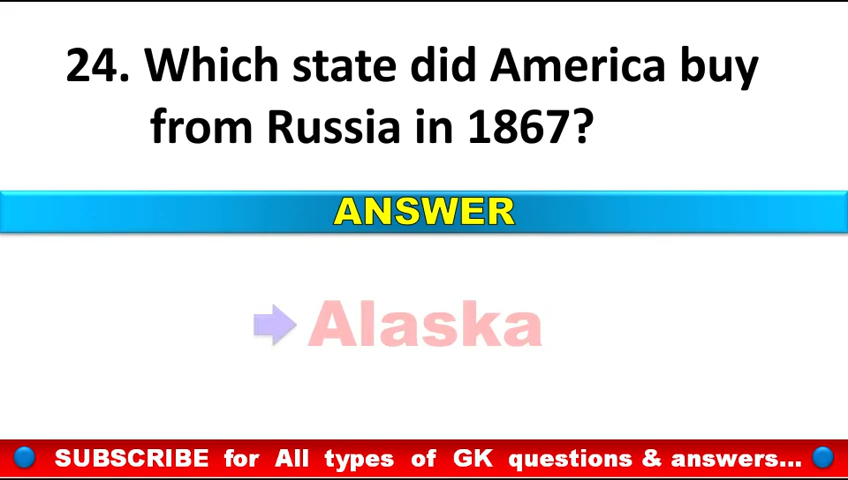 24. Which state did America buy
from Russia in 1867?
ANSWER
Alaska
SUBSCRIBE for All types of GK questions & answers...